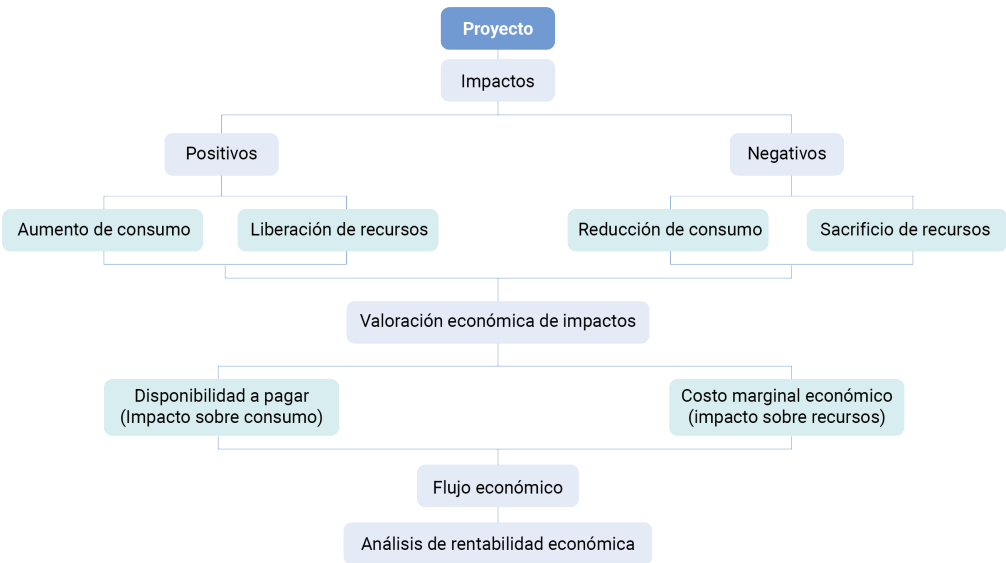 Proyecto
Impactos
Positivos
Negativos
Aumento de consumo
Liberación de recursos
Reducción de consumo
Sacrificio de recursos
Valoración económica de impactos
Disponibilidad a pagar
(Impacto sobre consumo)
Costo marginal económico
(impacto sobre recursos)
Flujo económico
Análisis de rentabilidad económica